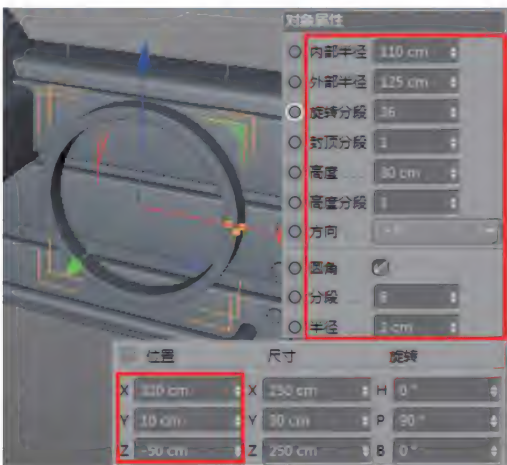 对象属性
内部半径 110 cm
外部半径 125 cm
旋转分段 36
封顶分段 1
高度 30 cm
高度分段 1
方向
圆角
分段 8
半径 1 cm
位置 尺寸 旋转
X 320 cm X 250 cm H 0°
Y 10 cm Y 30 cm P 90°
Z -50 cm Z 250 cm B 0°